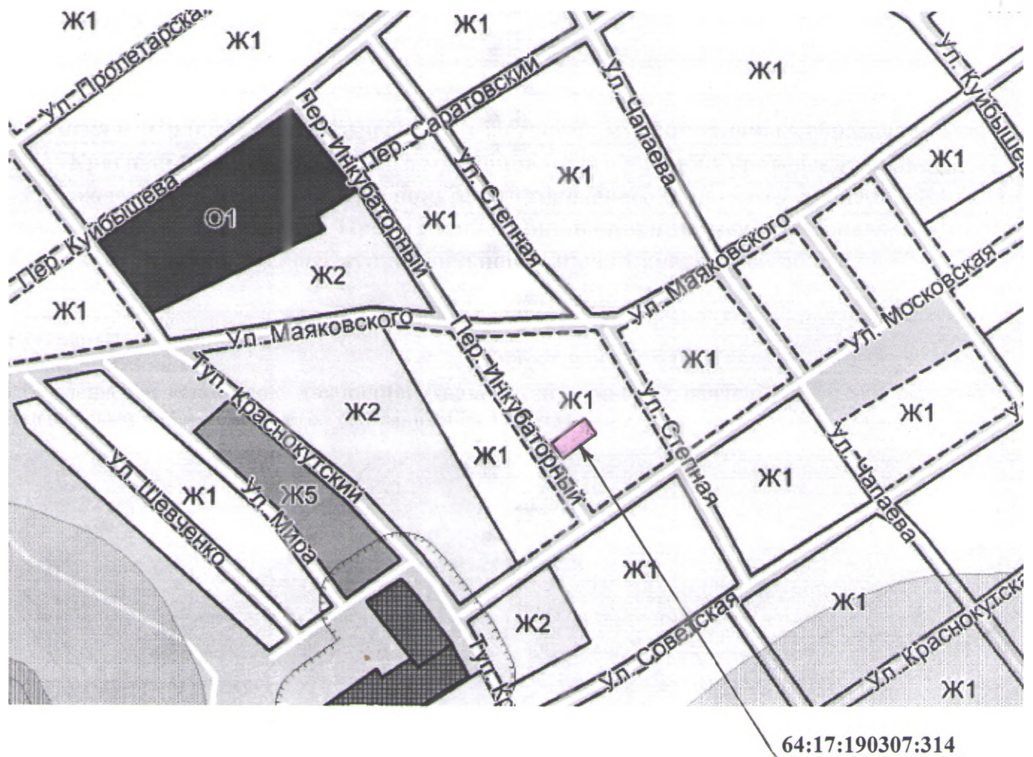 Ж1
ул. Пролетарская
Ж1
Ж1
Ж1
ул. Куйбышева
пер. Инкубаторный
пер. Саратовский
ул. Чапаева
Ж1
О1
пер. Куйбышева
Ж1
Ж1
ул. Степная
Ж2
Ж1
ул. Маяковского
ул. Московская
ул. Маяковского
Ж1
туп. Краснокутский
Ж2
пер. Инкубаторный
Ж1
ул. Степная
Ж1
ул. Чапаева
Ж1
Ж1
Ж5
ул. Мира
ул. Шевченко
Ж1
Ж1
Ж2
ул. Советская
Ж1
ул. Краснокутска
Ж1
туп. Кр
64:17:190307:314